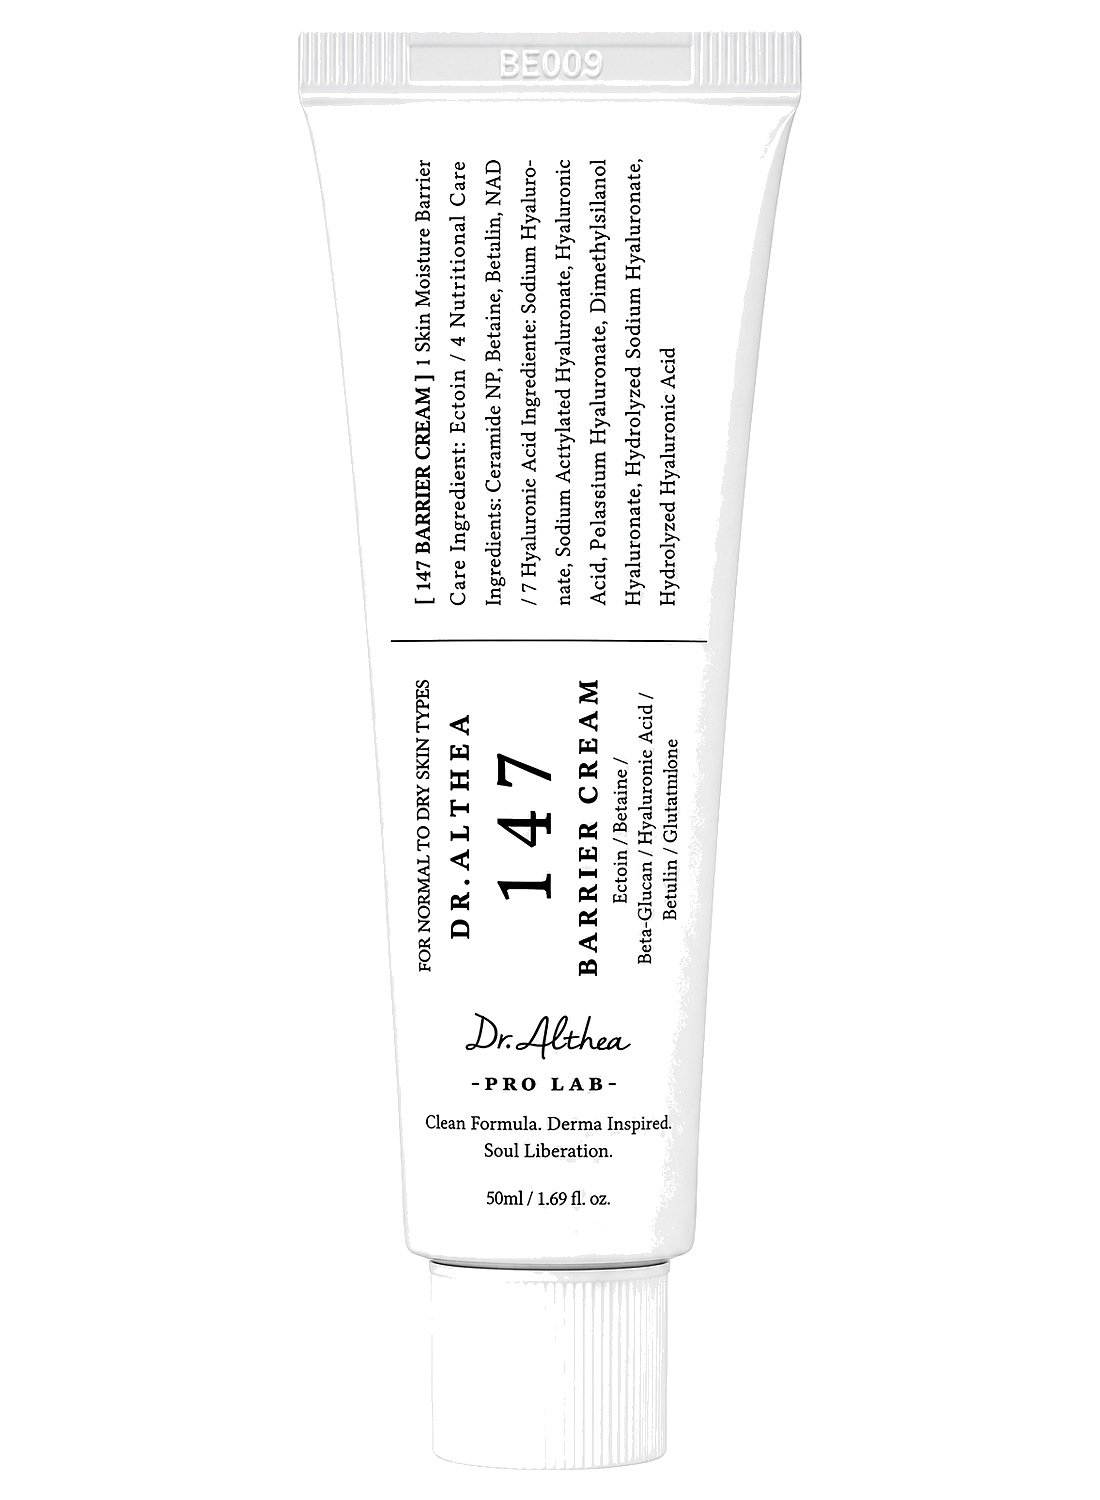 BE009
[ 147 BARRIER CREAM ] 1 Skin Moisture Barrier
Care Ingredierst: Ectoin / 4 Nutritional Care
Ingredients: Ceramide NP, Betaine, Betulin, NAD
/ 7 Hyaluronic Acid Ingrediente: Sodium Hyaluro-
nate, Sodium Actrylated Hyaluronate, Hyaluronic
Acid, Polassium Hyaluronate, Dimethylsilanol
Hyaluronate, Hydrolyzed Sodium Hyaluronate,
Hydrolyzed Hyaluronic Acid
FOR NORMAL TO DRY SKIN TYPES
DR.ALTHEA
147
BARRIER CREAM
Ectoin / Betaine /
Beta-Glucan / Hyaluronie Acid /
Betulin / Glutatnlone
Dr.Althea
-PRO LAB-
Clean Formula. Derma Inspired.
Soul Liberation.
50ml / 1.69 fl. oz.